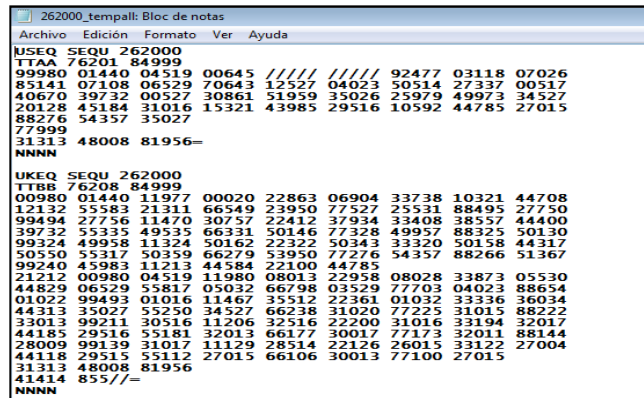 262000_tempall: Bloc de notas
Archivo Edición Formato Ver Ayuda
USEQ SEQU 262000
TTAA 76201 84999
99980 01440 04519 00645 ///// ///// 92477 03118 07026
85141 07108 06529 70643 12527 04023 50514 27337 00517
40670 39732 00527 30861 51959 35026 25979 49973 34527
20128 45184 31016 15321 43985 29516 10592 44785 27015
88276 54357 35027
77999
31313 48008 81956=
NNNN
UKEQ SEQU 262000
TTBB 76208 84999
00980 01440 11977 00020 22863 06904 33738 10321 44708
12132 55583 21311 66549 23950 77527 25531 88495 27750
99494 27756 11470 30757 22412 37934 33408 38557 44400
39732 55335 49535 66331 50146 77328 49957 88325 50130
99324 49958 11324 50162 22322 50343 33320 50158 44317
50550 55317 50359 66279 53950 77276 54357 88266 51367
99240 45983 11213 44584 22100 44785
21212 00980 04519 11980 08013 22958 08028 33873 05530
44829 06529 55817 05032 66798 03529 77703 04023 88654
01022 99493 01016 11467 35512 22361 01032 33336 36034
44313 35027 55250 34527 66238 31020 77225 31015 88222
33013 99211 30516 11206 32516 22200 31016 33194 32017
44185 29516 55181 32013 66177 30017 77173 32011 88144
28009 99139 31017 11129 28514 22126 26015 33122 27004
44118 29515 55112 27015 66106 30013 77100 27015
31313 48008 81956
41414 855//=
NNNN